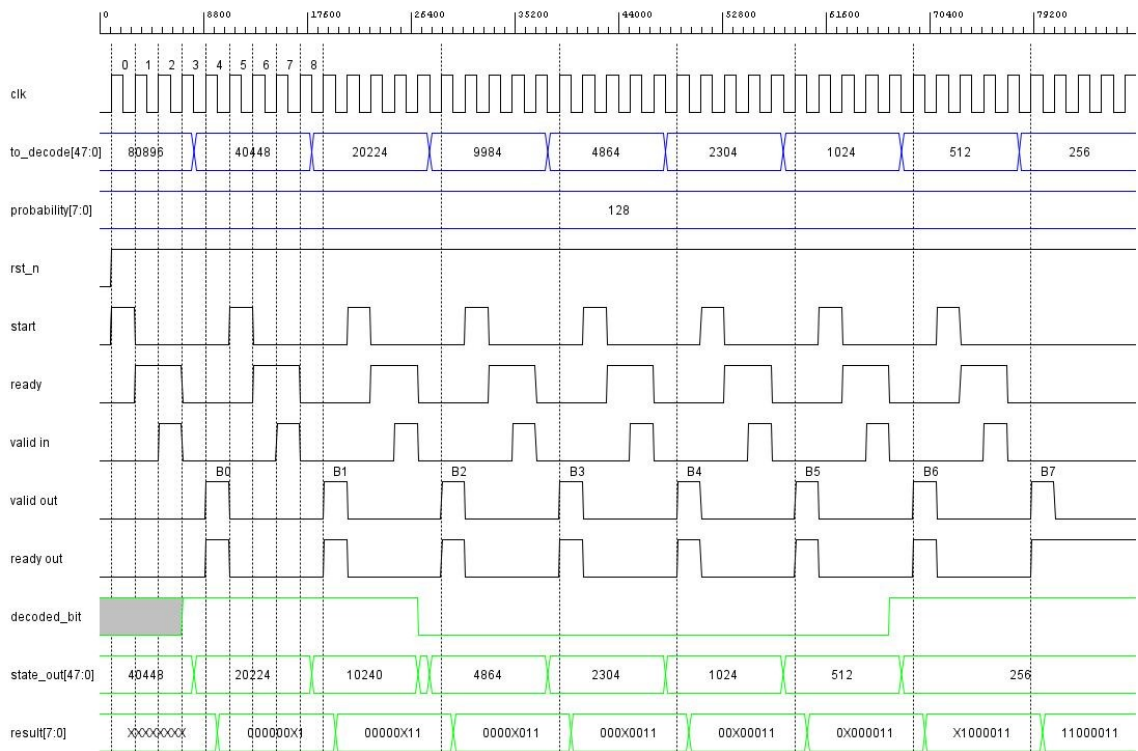 0 8800 17600 26400 35200 44000 52800 61600 70400 79200
0 1 2 3 4 5 6 7 8
clk
to_decode[47:0] 80896 40448 20224 9984 4864 2304 1024 512 256
probability[7:0] 128
rst_n
start
ready
valid in
B0 B1 B2 B3 B4 B5 B6 B7
valid out
ready out
decoded_bit
state_out[47:0] 40448 20224 10240 4864 2304 1024 512 256
result[7:0] XXXXXXXX 000000X1 00000X11 0000X011 000X0011 00X00011 0X000011 X1000011 11000011